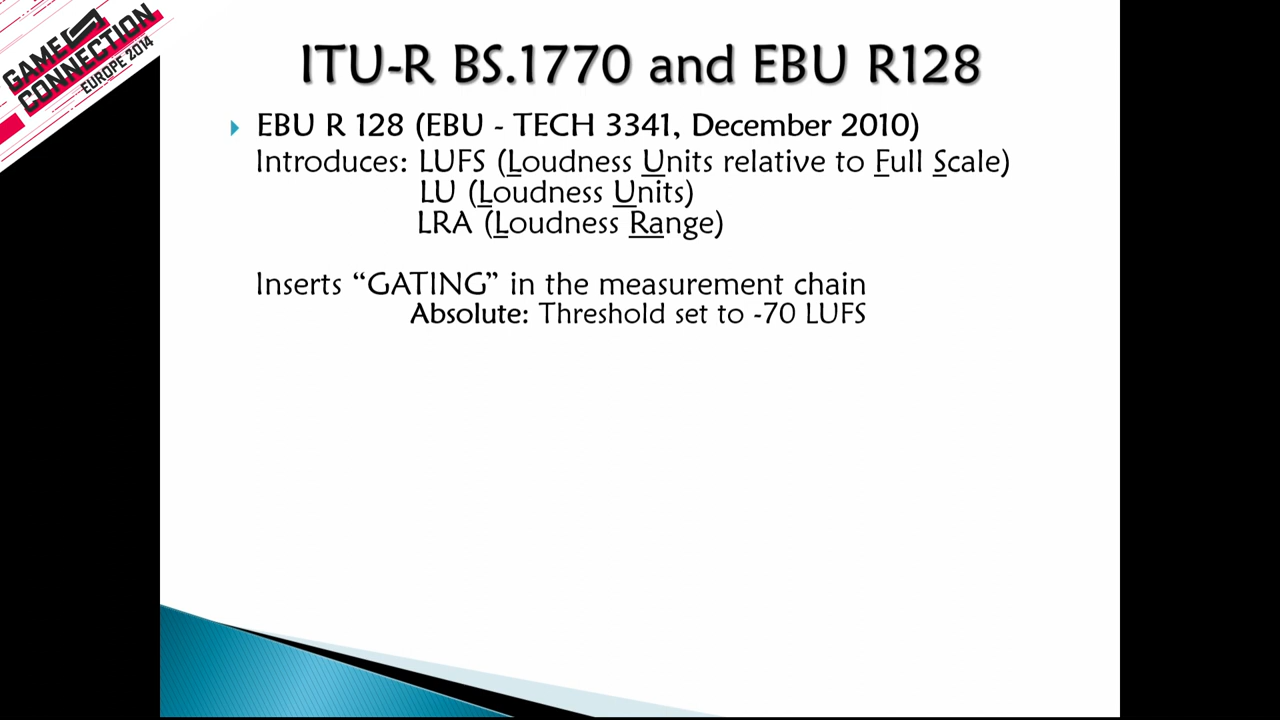 GAME
CONNECTION
EUROPE 2014
ITU-R BS.1770 and EBU R128
EBU R 128 (EBU - TECH 3341, December 2010)
Introduces: LUFS (Loudness Units relative to Full Scale)
LU (Loudness Units)
LRA (Loudness Range)
Inserts “GATING” in the measurement chain
Absolute: Threshold set to -70 LUFS